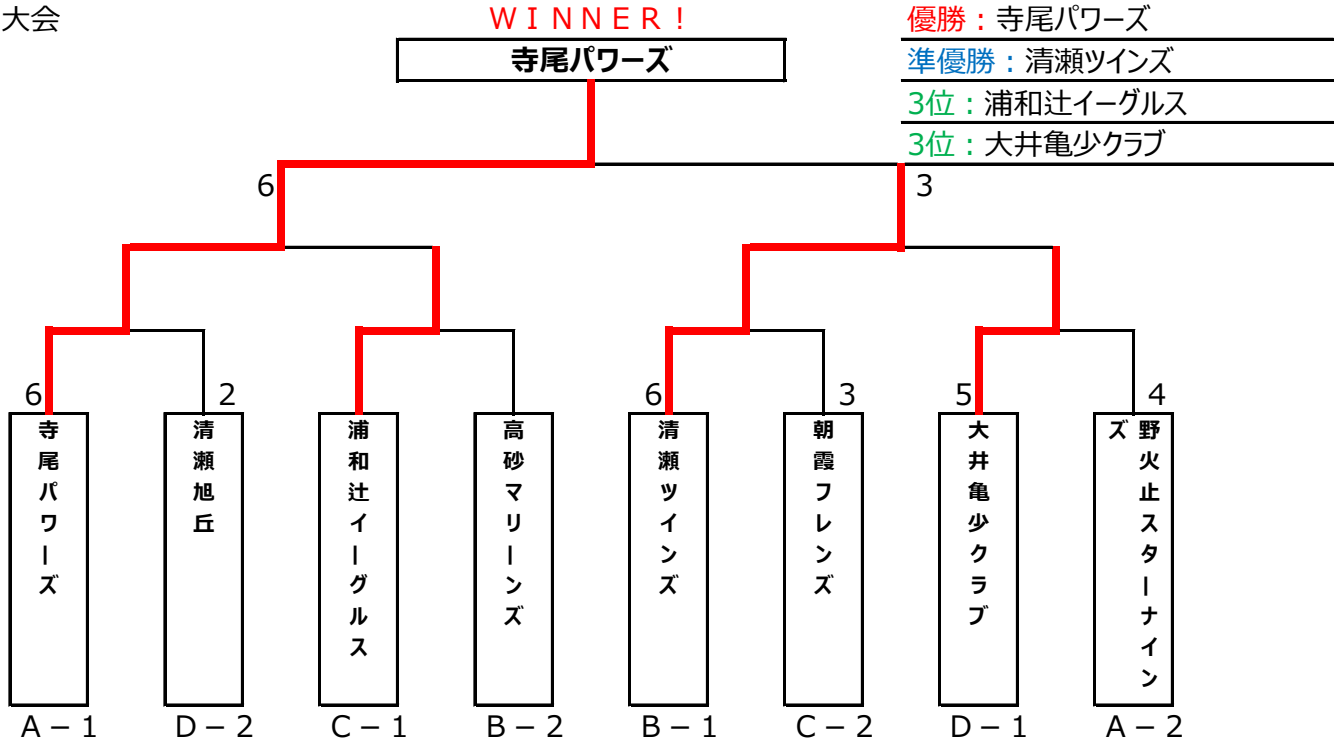 大会
ＷＩＮＮＥＲ！
寺尾パワーズ
優勝：寺尾パワーズ
準優勝：清瀬ツインズ
3位：浦和辻イーグルス
3位：大井亀少クラブ
6
3
6
2
6
3
5
4
寺尾パワーズ
清瀬旭丘
浦和辻イーグルス
高砂マリーンズ
清瀬ツインズ
朝霞フレンズ
大井亀少クラブ
野火止スターナインズ
Ａ－１
Ｄ－２
Ｃ－１
Ｂ－２
Ｂ－１
Ｃ－２
Ｄ－１
Ａ－２